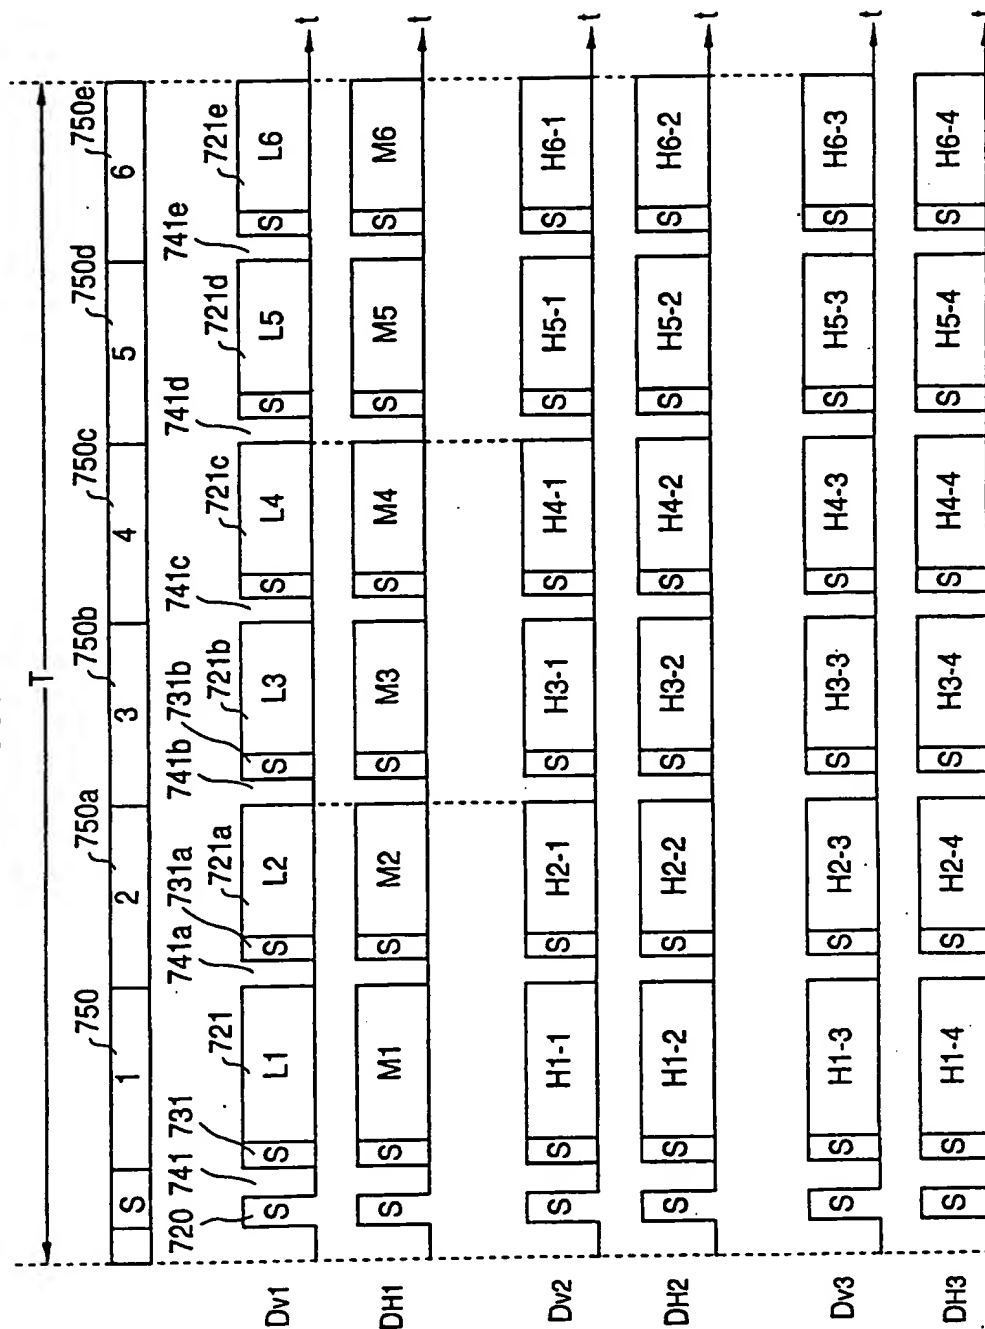 T
750 750a 750b 750c 750d 750e
S 1 2 3 4 5 6
720 741 731 721 741a 731a 721a 741b 731b 721b 741c 721c 741d 721d 741e 721e
Dv1 S S L1 S L2 S L3 S L4 S L5 S L6 t
DH1 S S M1 S M2 S M3 S M4 S M5 S M6 t
Dv2 S S H1-1 S H2-1 S H3-1 S H4-1 S H5-1 S H6-1 t
DH2 S S H1-2 S H2-2 S H3-2 S H4-2 S H5-2 S H6-2 t
Dv3 S S H1-3 S H2-3 S H3-3 S H4-3 S H5-3 S H6-3 t
DH3 S S H1-4 S H2-4 S H3-4 S H4-4 S H5-4 S H6-4 t